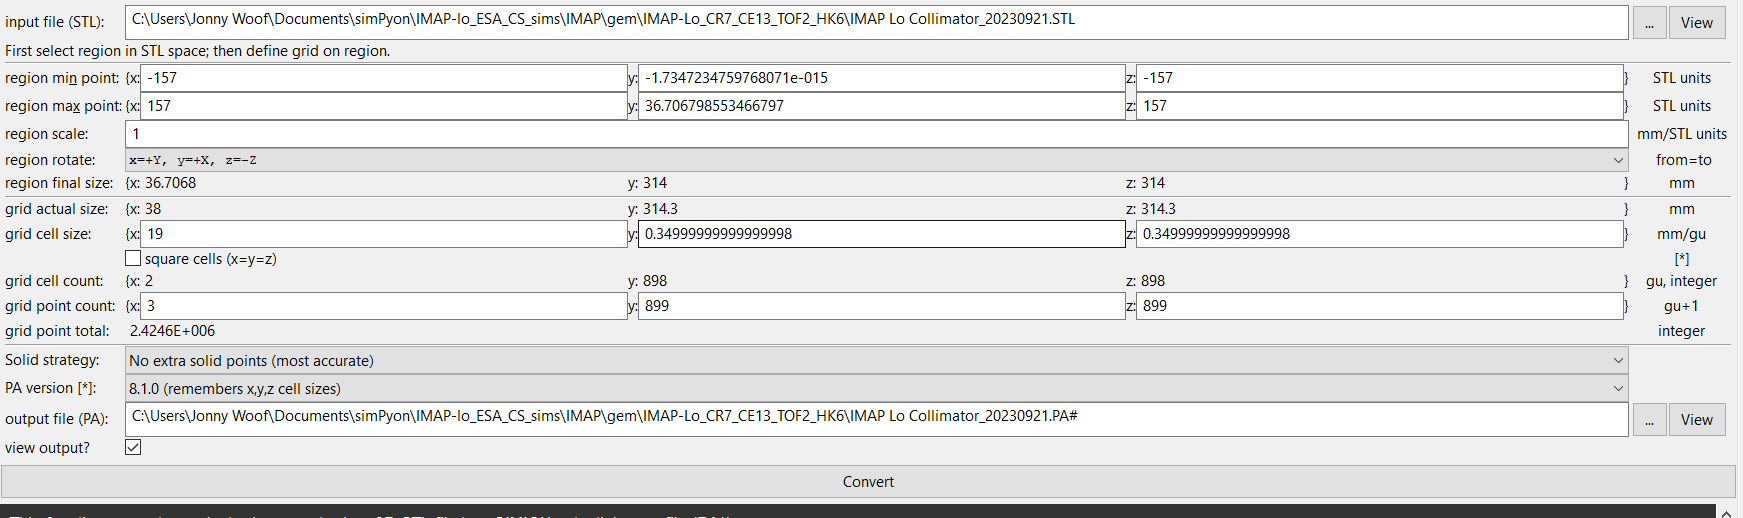 input file (STL): C:\Users\Jonny Woof\Documents\simPyon\IMAP-lo_ESA_CS_sims\IMAP\gem\IMAP-Lo_CR7_CE13_TOF2_HK6\IMAP Lo Collimator_20230921.STL ... View
First select region in STL space; then define grid on region.
region min point: {x: -157 y: -1.7347234759768071e-015 z: -157 } STL units
region max point: {x: 157 y: 36.706798553466797 z: 157 } STL units
region scale: 1 mm/STL units
region rotate: x=+Y, y=+X, z=-Z from=to
region final size: {x: 36.7068 y: 314 z: 314 } mm
grid actual size: {x: 38 y: 314.3 z: 314.3 } mm
grid cell size: {x: 19 y: 0.34999999999999998 z: 0.34999999999999998 } mm/gu
square cells (x=y=z) [*]
grid cell count: {x: 2 y: 898 z: 898 } gu, integer
grid point count: {x: 3 y: 899 z: 899 } gu+1
grid point total: 2.4246E+006 integer
Solid strategy: No extra solid points (most accurate)
PA version [*]: 8.1.0 (remembers x,y,z cell sizes)
output file (PA): C:\Users\Jonny Woof\Documents\simPyon\IMAP-lo_ESA_CS_sims\IMAP\gem\IMAP-Lo_CR7_CE13_TOF2_HK6\IMAP Lo Collimator_20230921.PA# ... View
view output?
Convert